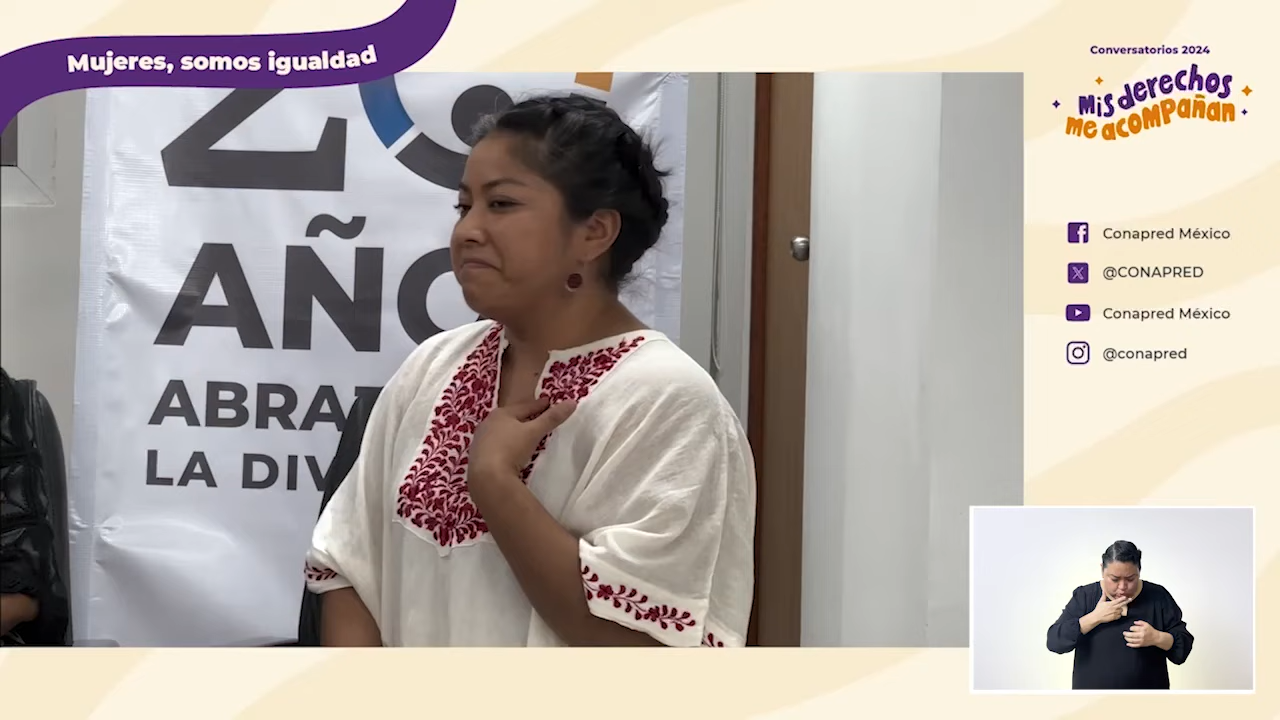 Mujeres, somos igualdad
Conversatorios 2024
Mis derechos
me acompañan
Conapred México
@CONAPRED
Conapred México
@conapred
20
AÑO
ABRA
LA DIV